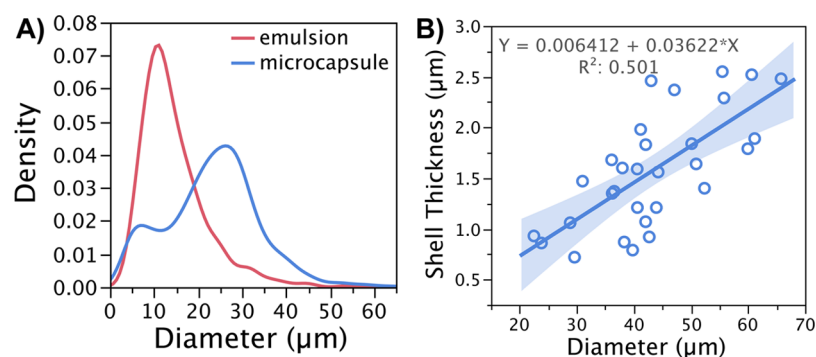 A)
emulsion
microcapsule
Density
0.08
0.07
0.06
0.05
0.04
0.03
0.02
0.01
0.00
0 10 20 30 40 50 60
Diameter (μm)
B)
Y = 0.006412 + 0.03622*X
R²: 0.501
Shell Thickness (μm)
3.0
2.5
2.0
1.5
1.0
0.5
20 30 40 50 60 70
Diameter (μm)